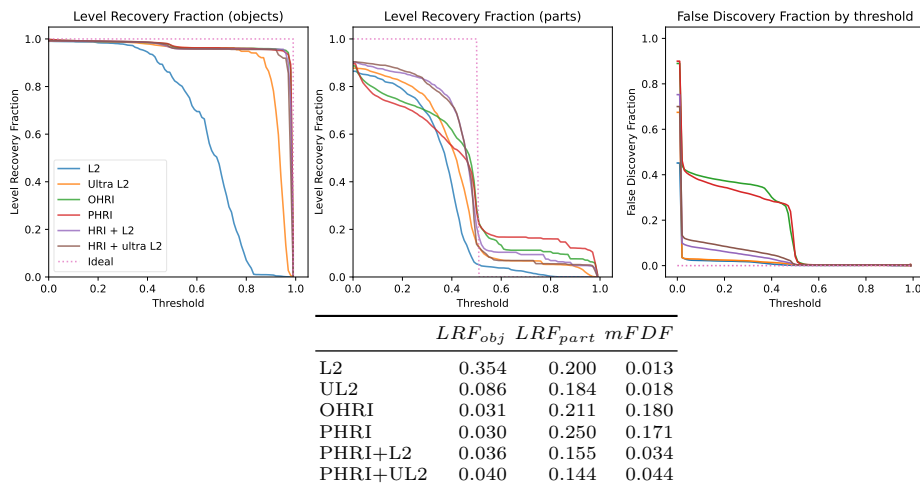 Level Recovery Fraction (objects)
1.0
0.8
0.6
0.4
0.2
0.0
Level Recovery Fraction
L2
Ultra L2
OHRI
PHRI
HRI + L2
HRI + ultra L2
Ideal
0.0 0.2 0.4 0.6 0.8 1.0
Threshold
Level Recovery Fraction (parts)
1.0
0.8
0.6
0.4
0.2
0.0
Level Recovery Fraction
0.0 0.2 0.4 0.6 0.8 1.0
Threshold
False Discovery Fraction by threshold
1.0
0.8
0.6
0.4
0.2
0.0
False Discovery Fraction
0.0 0.2 0.4 0.6 0.8 1.0
Threshold
LRFobj LRFpart mFDF
L2 0.354 0.200 0.013
UL2 0.086 0.184 0.018
OHRI 0.031 0.211 0.180
PHRI 0.030 0.250 0.171
PHRI+L2 0.036 0.155 0.034
PHRI+UL2 0.040 0.144 0.044